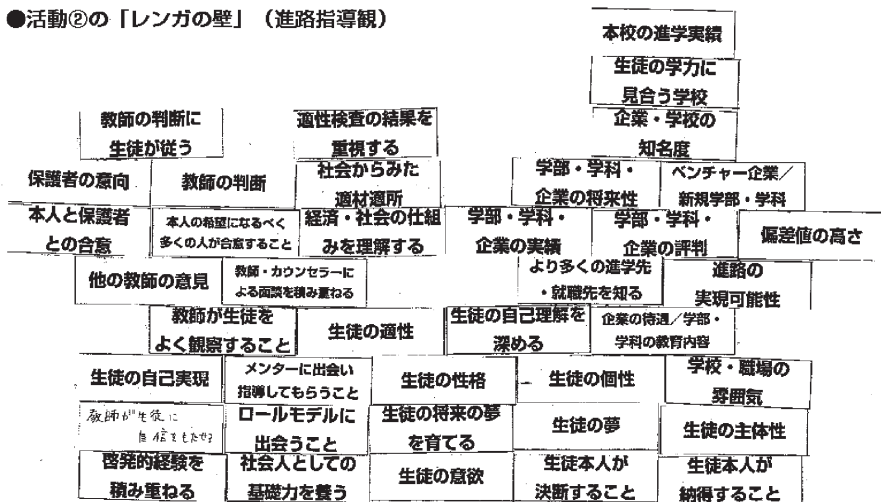 ●活動②の「レンガの壁」（進路指導観）
本校の進学実績
生徒の学力に
見合う学校
教師の判断に
生徒が従う
適性検査の結果を
重視する
企業・学校の
知名度
保護者の意向
教師の判断
社会からみた
適材適所
学部・学科・
企業の将来性
ベンチャー企業／
新規学部・学科
本人と保護者
との合意
本人の希望になるべく
多くの人が合意すること
経済・社会の仕組
みを理解する
学部・学科・
企業の実績
学部・学科・
企業の評判
偏差値の高さ
他の教師の意見
教師・カウンセラーに
よる面談を積み重ねる
より多くの進学先
・就職先を知る
進路の
実現可能性
教師が生徒を
よく観察すること
生徒の適性
生徒の自己理解を
深める
企業の待遇／学部・
学科の教育内容
生徒の自己実現
メンターに出会い
指導してもらうこと
生徒の性格
生徒の個性
学校・職場の
雰囲気
教師が生徒に
自信をもたせる
ロールモデルに
出会うこと
生徒の将来の夢
を育てる
生徒の夢
生徒の主体性
啓発的経験を
積み重ねる
社会人としての
基礎力を養う
生徒の意欲
生徒本人が
決断すること
生徒本人が
納得すること